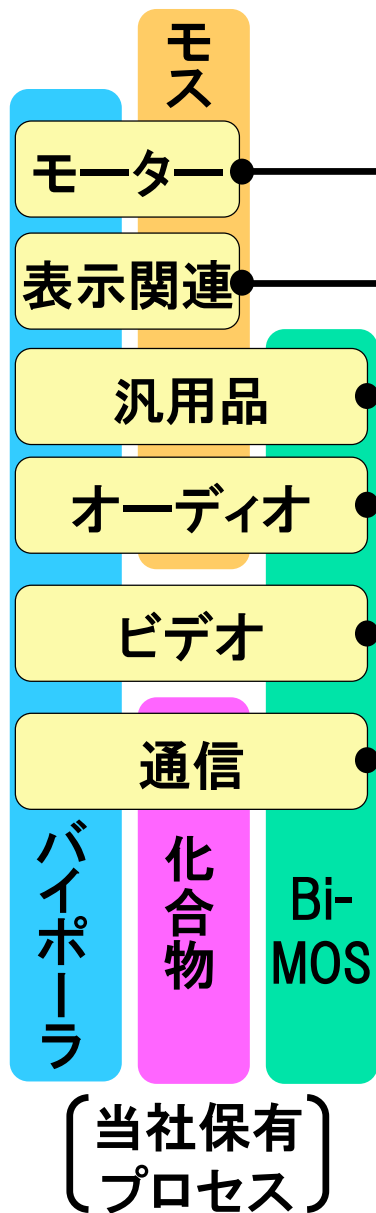 モス
モーター
表示関連
汎用品
オーディオ
ビデオ
通信
バイポーラ
化合物
Bi-
MOS
当社保有
プロセス